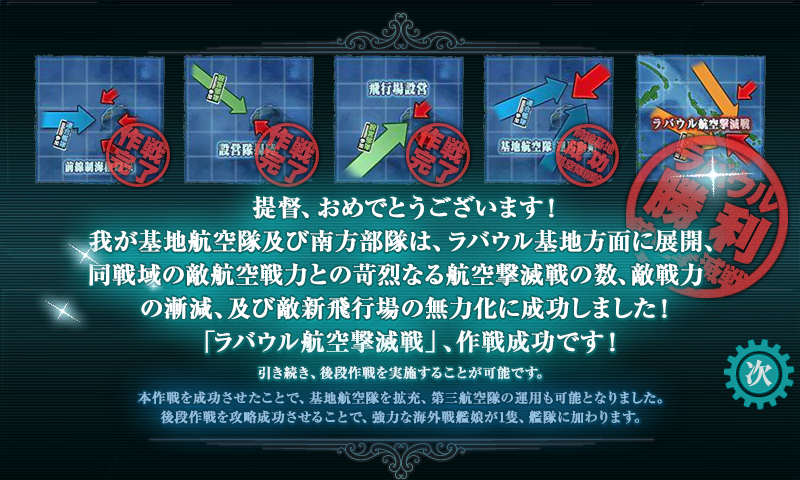 飛行場設営
ラバウル航空撃滅戦
前線制海
設営隊
基地航空隊
作戦完了
作戦完了
作戦完了
成功
勝利
提督、おめでとうございます!
我が基地航空隊及び南方部隊は、ラバウル基地方面に展開、
同戦域の敵航空戦力との苛烈なる航空撃滅戦の数、敵戦力
の漸減、及び敵新飛行場の無力化に成功しました!
「ラバウル航空撃滅戦」、作戦成功です!
引き続き、後段作戦を実施することが可能です。
本作戦を成功させたことで、基地航空隊を拡充、第三航空隊の運用も可能となりました。
後段作戦を攻略成功させることで、強力な海外戦艦娘が1隻、艦隊に加わります。
次